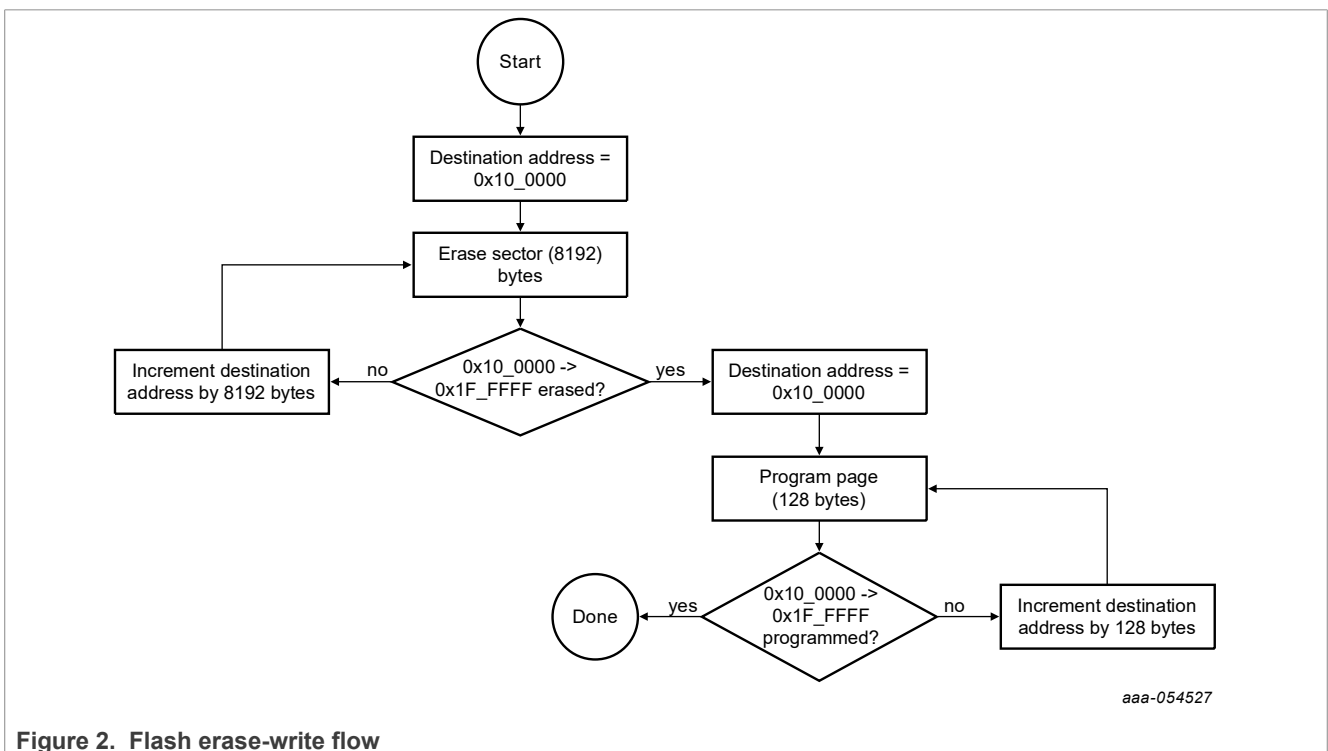 Start
Destination address =
0x10_0000
Erase sector (8192)
bytes
Increment destination
address by 8192 bytes
no
0x10_0000 ->
0x1F_FFFF erased?
yes
Destination address =
0x10_0000
Program page
(128 bytes)
Done
yes
0x10_0000 ->
0x1F_FFFF
programmed?
no
Increment destination
address by 128 bytes
aaa-054527
Figure 2. Flash erase-write flow